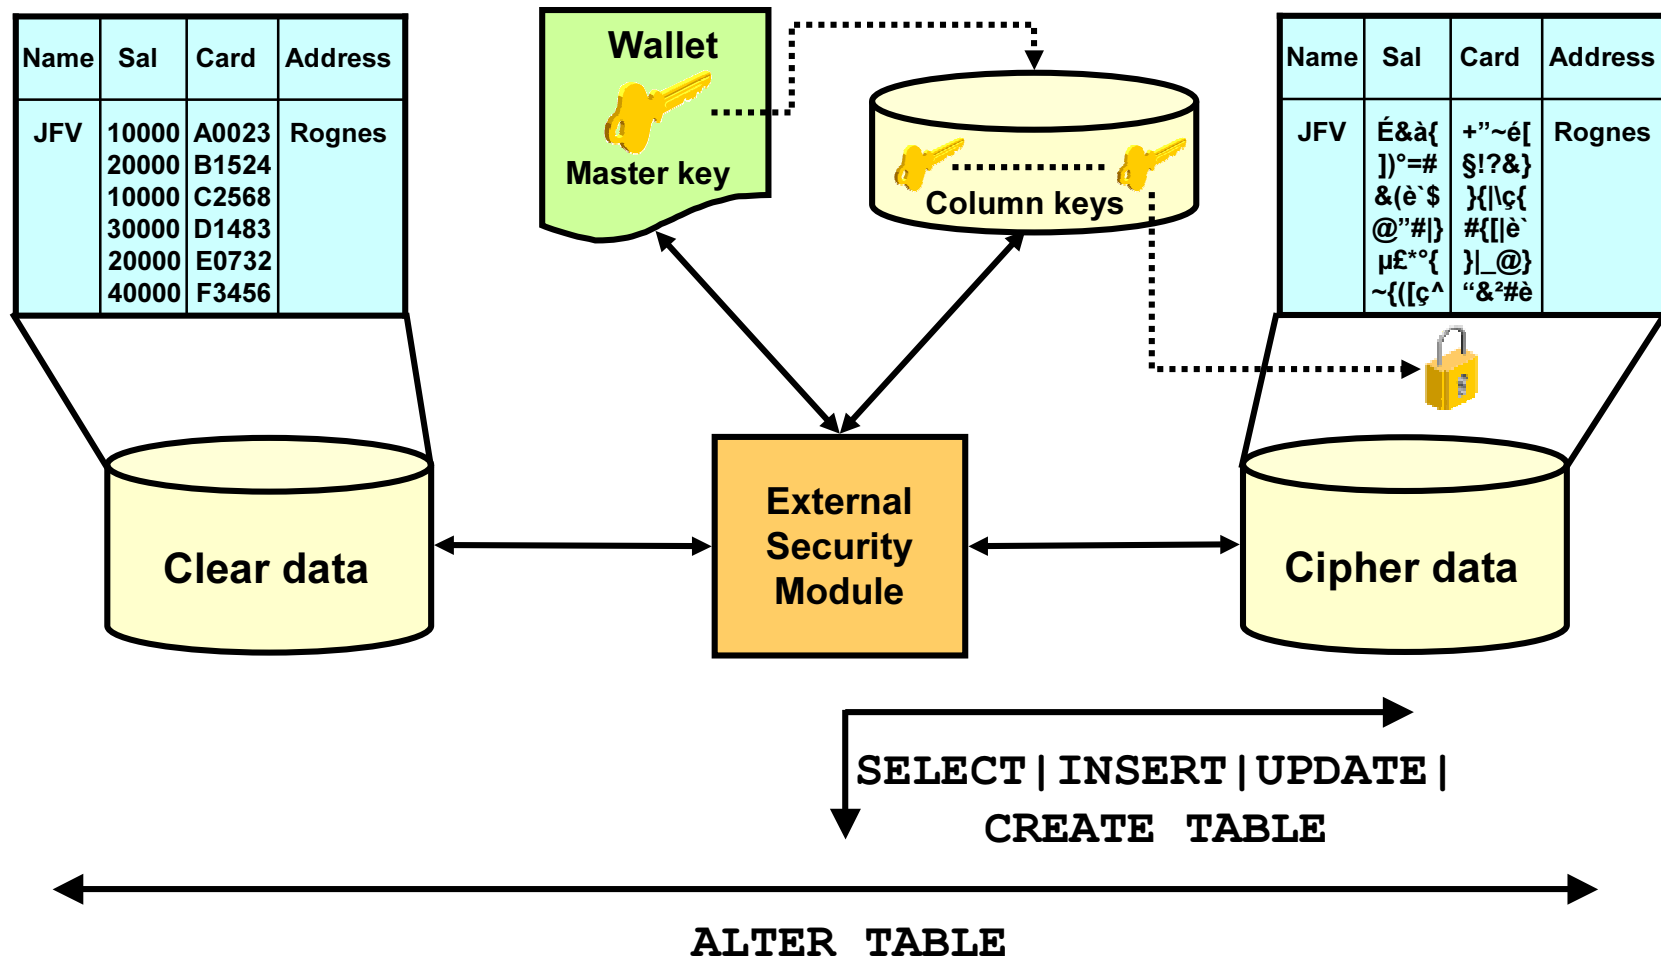 Name Sal Card Address
JFV 10000 A0023 Rognes
20000 B1524
10000 C2568
30000 D1483
20000 E0732
40000 F3456
Wallet
Master key
Column keys
Name Sal Card Address
JFV É&à{ +”~é[ Rognes
])°=# §!?&}
&(è`$ }{|\ç{
@”#|} #{[|è`
µ£*°{ }|_@}
~{([ç^ “&²#è
Clear data
External
Security
Module
Cipher data
SELECT|INSERT|UPDATE|
CREATE TABLE
ALTER TABLE